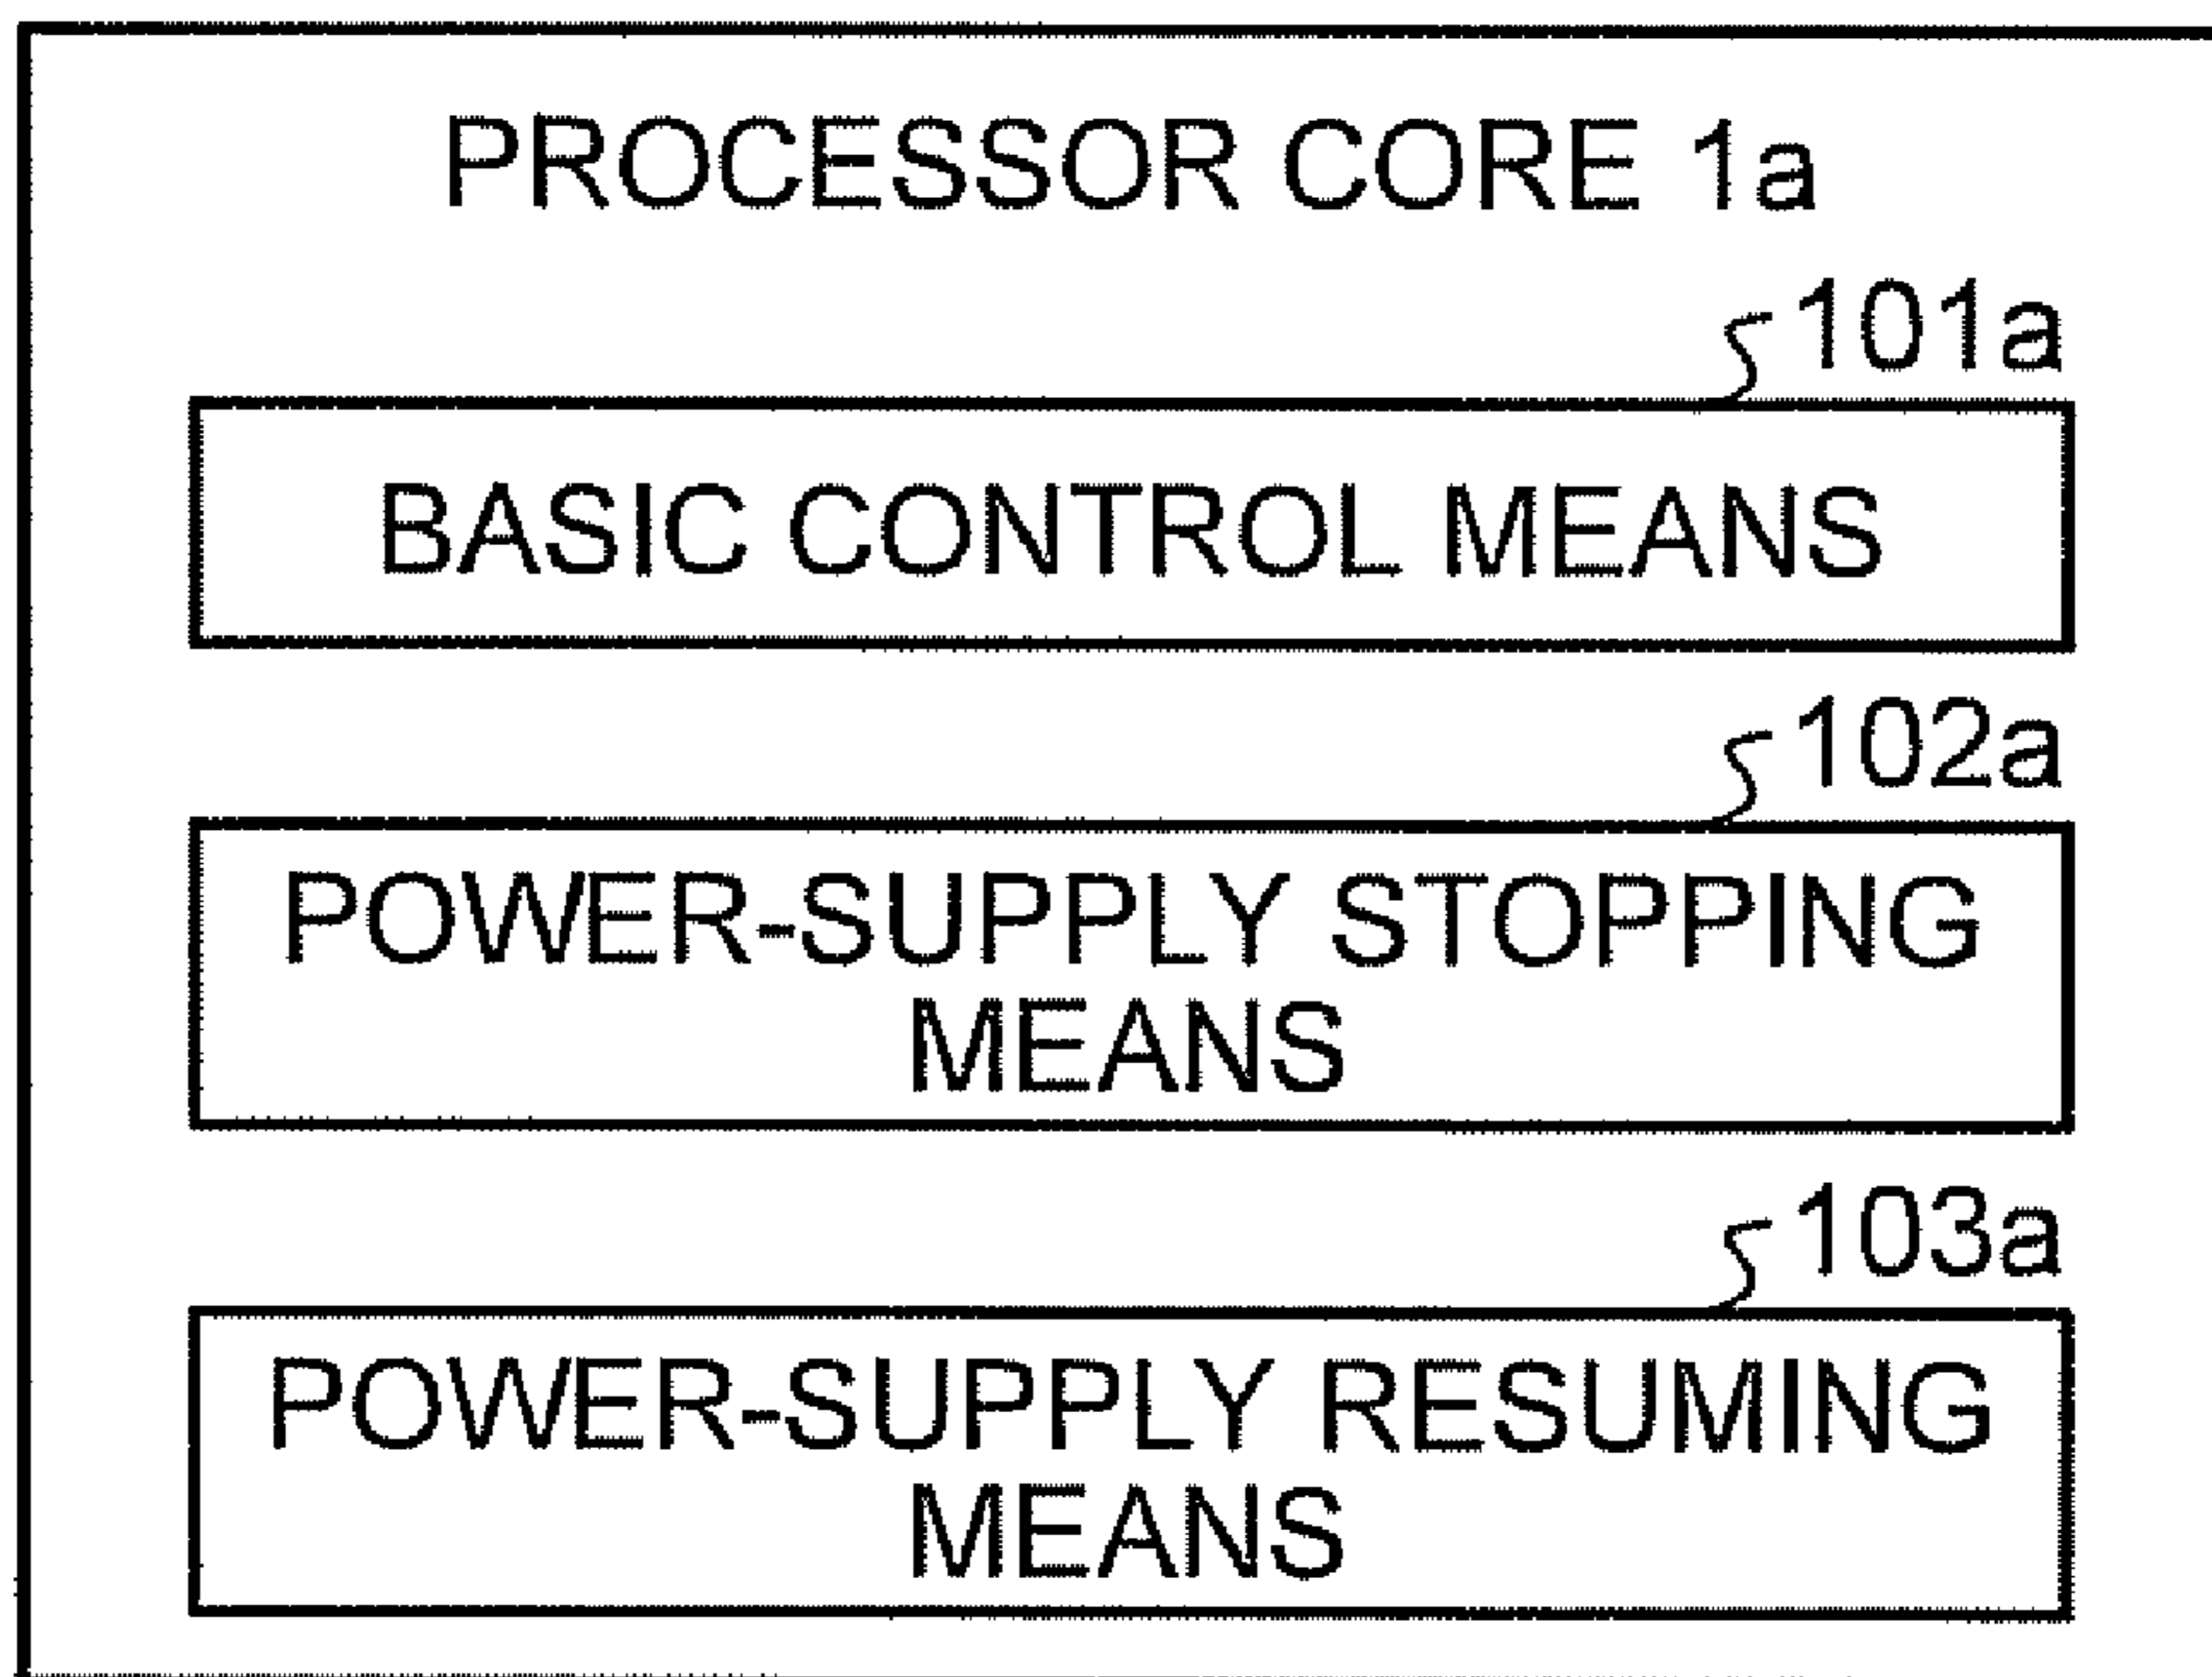 PROCESSOR CORE 1a
101a
BASIC CONTROL MEANS
102a
POWER-SUPPLY STOPPING
MEANS
103a
POWER-SUPPLY RESUMING
MEANS